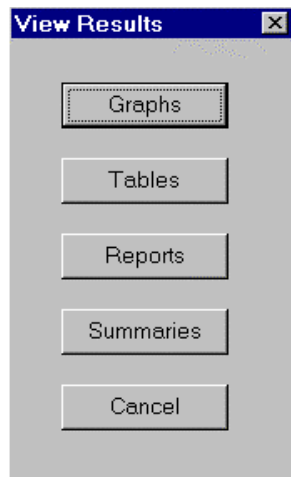 View Results
Graphs
Tables
Reports
Summaries
Cancel